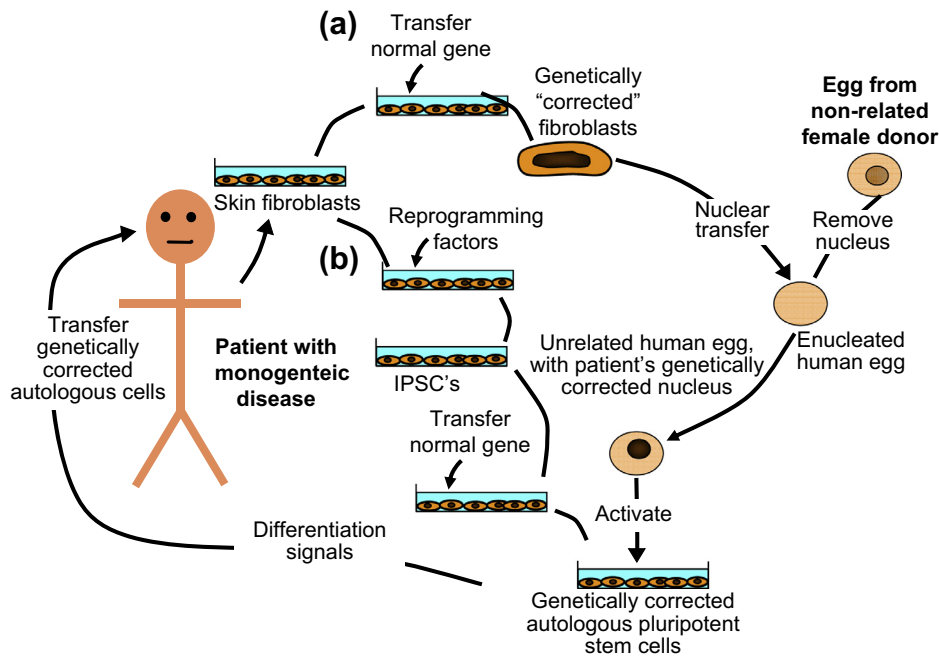 (a)
Transfer
normal gene
Genetically
“corrected”
fibroblasts
Egg from
non-related
female donor
Skin fibroblasts
Nuclear
transfer
Remove
nucleus
Reprogramming
factors
(b)
Enucleated
human egg
Transfer
genetically
corrected
autologous cells
Patient with
monogenteic
disease
IPSC's
Unrelated human egg,
with patient's genetically
corrected nucleus
Transfer
normal gene
Activate
Differentiation
signals
Genetically corrected
autologous pluripotent
stem cells